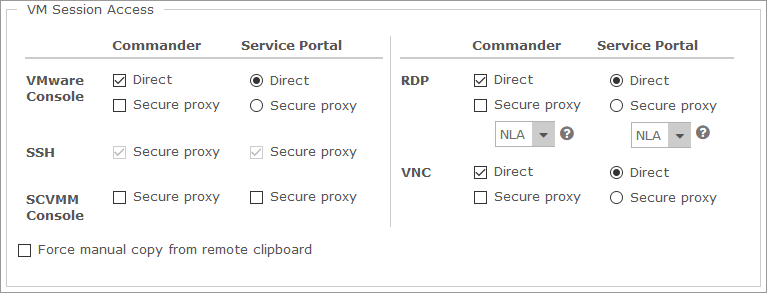 VM Session Access
Commander Service Portal
VMware Console
Direct Direct
Secure proxy Secure proxy
SSH Secure proxy Secure proxy
SCVMM Console
Secure proxy Secure proxy
Force manual copy from remote clipboard
Commander Service Portal
RDP Direct Direct
Secure proxy Secure proxy
NLA ? NLA ?
VNC Direct Direct
Secure proxy Secure proxy